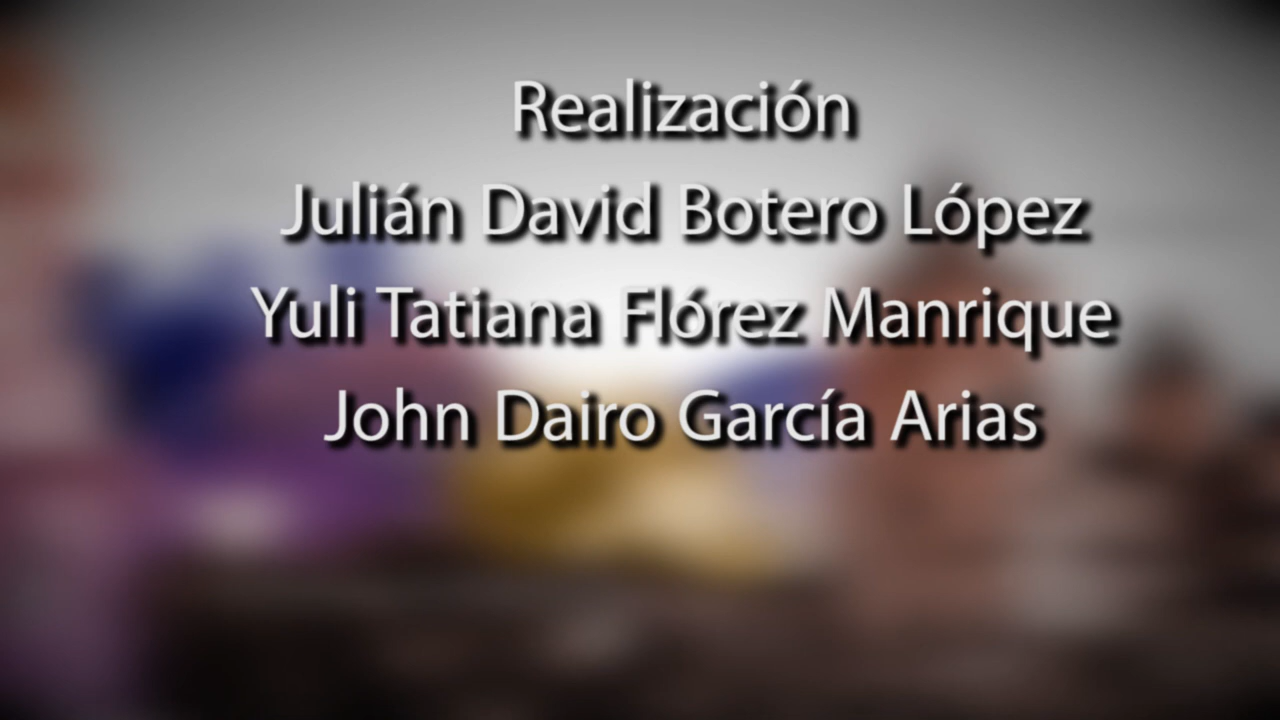 Realización
Julián David Botero López
Yuli Tatiana Flórez Manrique
John Dairo García Arias